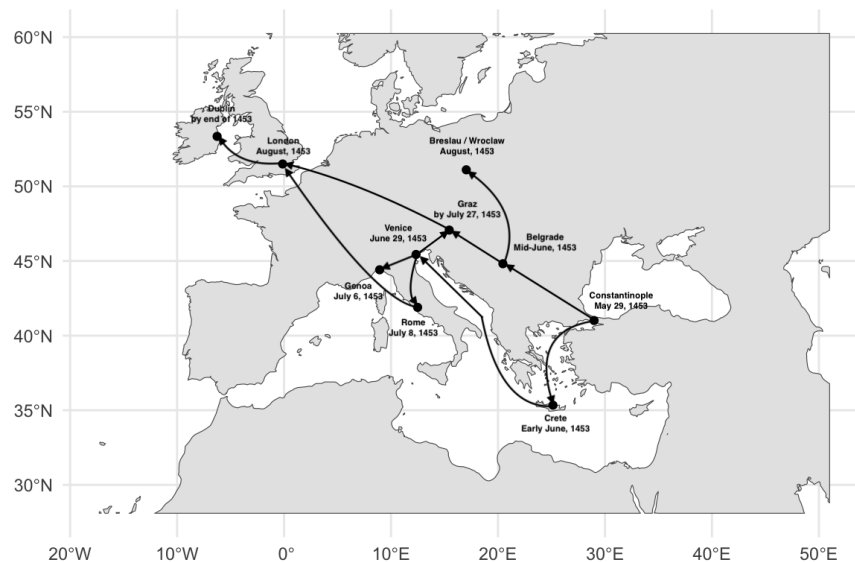 60°N
55°N
50°N
45°N
40°N
35°N
30°N
Dublin
by end of 1453
London
August, 1453
Breslau / Wroclaw
August, 1453
Graz
by July 27, 1453
Venice
June 29, 1453
Belgrade
Mid-June, 1453
Genoa
July 6, 1453
Constantinople
May 29, 1453
Rome
July 8, 1453
Crete
Early June, 1453
20°W
10°W
0°
10°E
20°E
30°E
40°E
50°E